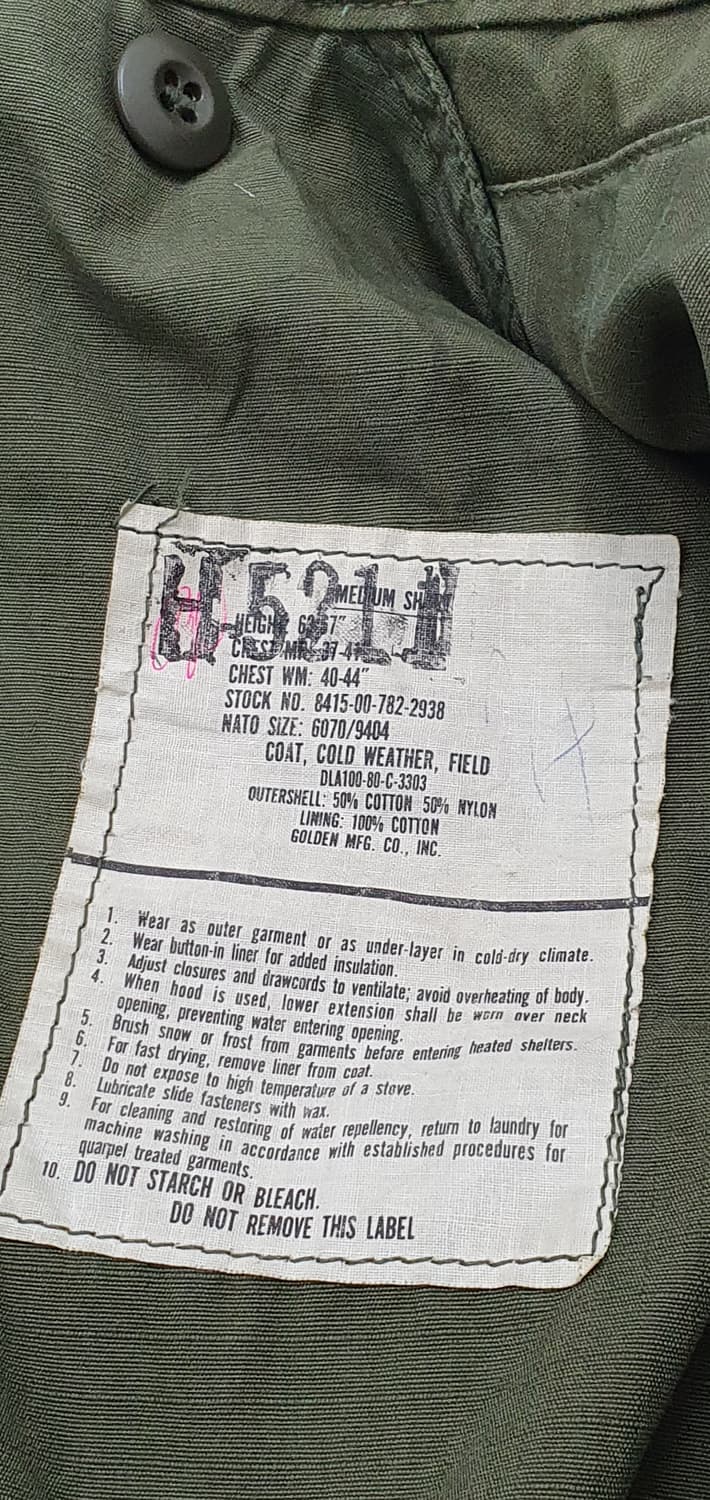 H-5211
MEDIUM
HEIGHT
CHEST WM: 40-44"
STOCK NO. 8415-00-782-2938
NATO SIZE: 6070/9404
COAT, COLD WEATHER, FIELD
DLA100-80-C-3303
OUTERSHELL: 50% COTTON 50% NYLON
LINING: 100% COTTON
GOLDEN MFG. CO., INC.
1. Wear as outer garment or as under-layer in cold-dry climate.
2. Wear button-in liner for added insulation.
3. Adjust closures and drawcords to ventilate; avoid overheating of body.
4. When hood is used, lower extension shall be worn over neck
opening, preventing water entering opening.
5. Brush snow or frost from garments before entering heated shelters.
6. For fast drying, remove liner from coat.
7. Do not expose to high temperature of a stove.
8. Lubricate slide fasteners with wax.
9. For cleaning and restoring of water repellency, return to laundry for
machine washing in accordance with established procedures for
quarpel treated garments.
10. DO NOT STARCH OR BLEACH.
DO NOT REMOVE THIS LABEL